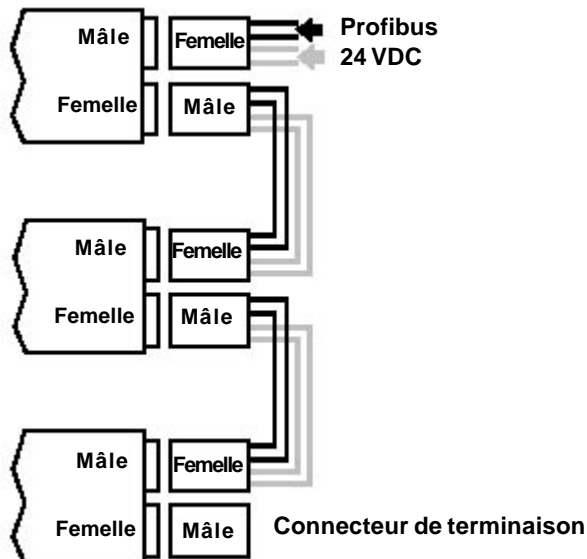 Mâle Femelle Profibus
24 VDC
Femelle Mâle
Mâle Femelle
Femelle Mâle
Mâle Femelle
Femelle Mâle Connecteur de terminaison